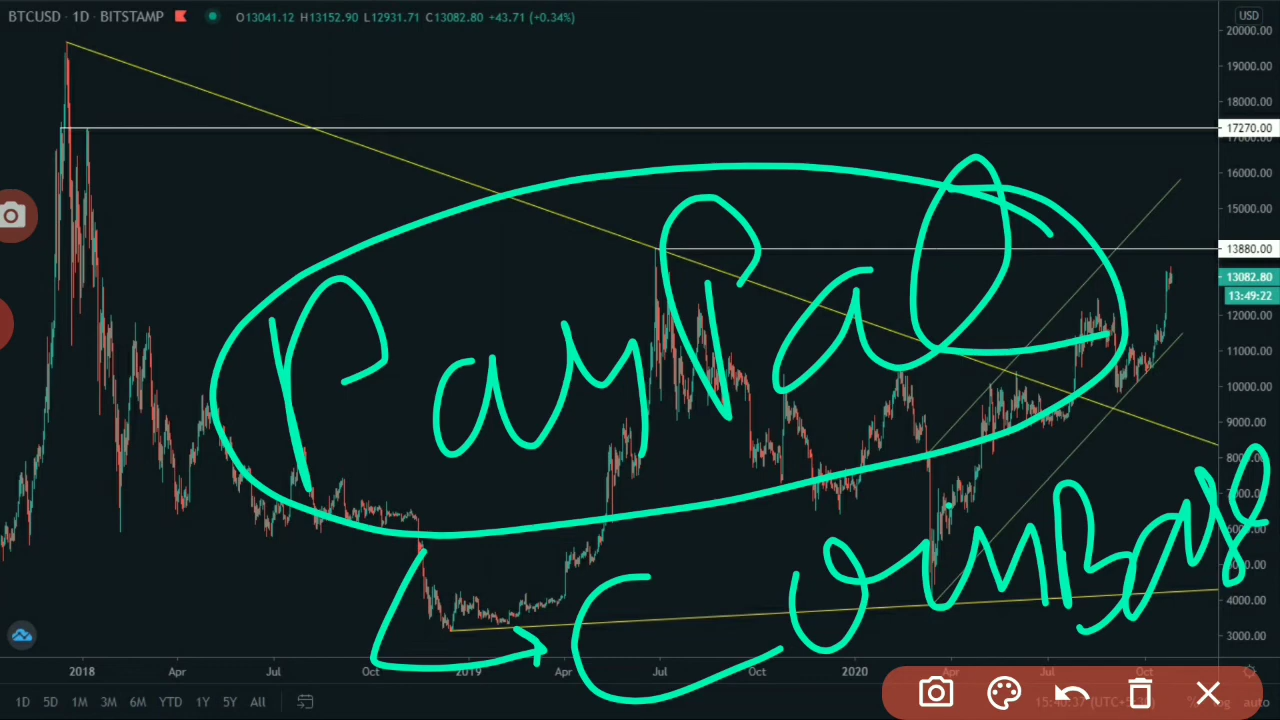 BTCUSD · 1D · BITSTAMP O13041.12 H13152.90 L12931.71 C13082.80 +43.71 (+0.34%)
USD
20000.00
19000.00
18000.00
17270.00
17000.00
16000.00
15000.00
13880.00
13082.80
13:49:22
12000.00
11000.00
10000.00
9000.00
8000.00
7000.00
6000.00
4000.00
3000.00
PayPal
CoinBase
2018 Apr Jul Oct 2019 Apr Jul Oct 2020 Apr Jul Oct
1D 5D 1M 3M 6M YTD 1Y 5Y All
% log auto